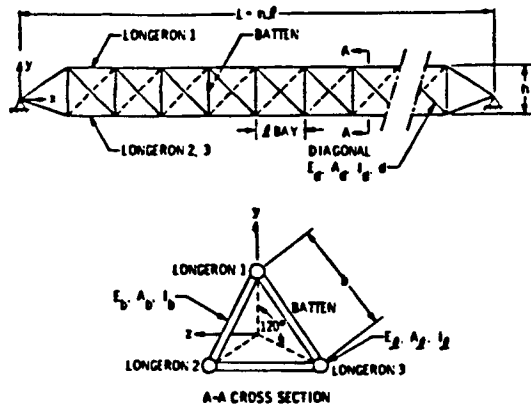 L = nℓ
LONGERON 1
BATTEN
A
y
x
h
A
LONGERON 2, 3
ℓ BAY
DIAGONAL
E_d, A_d, I_d, d
y
LONGERON 1
b
E_b, A_b, I_b
BATTEN
z
120°
E_ℓ, A_ℓ, I_ℓ
LONGERON 2
LONGERON 3
A-A CROSS SECTION